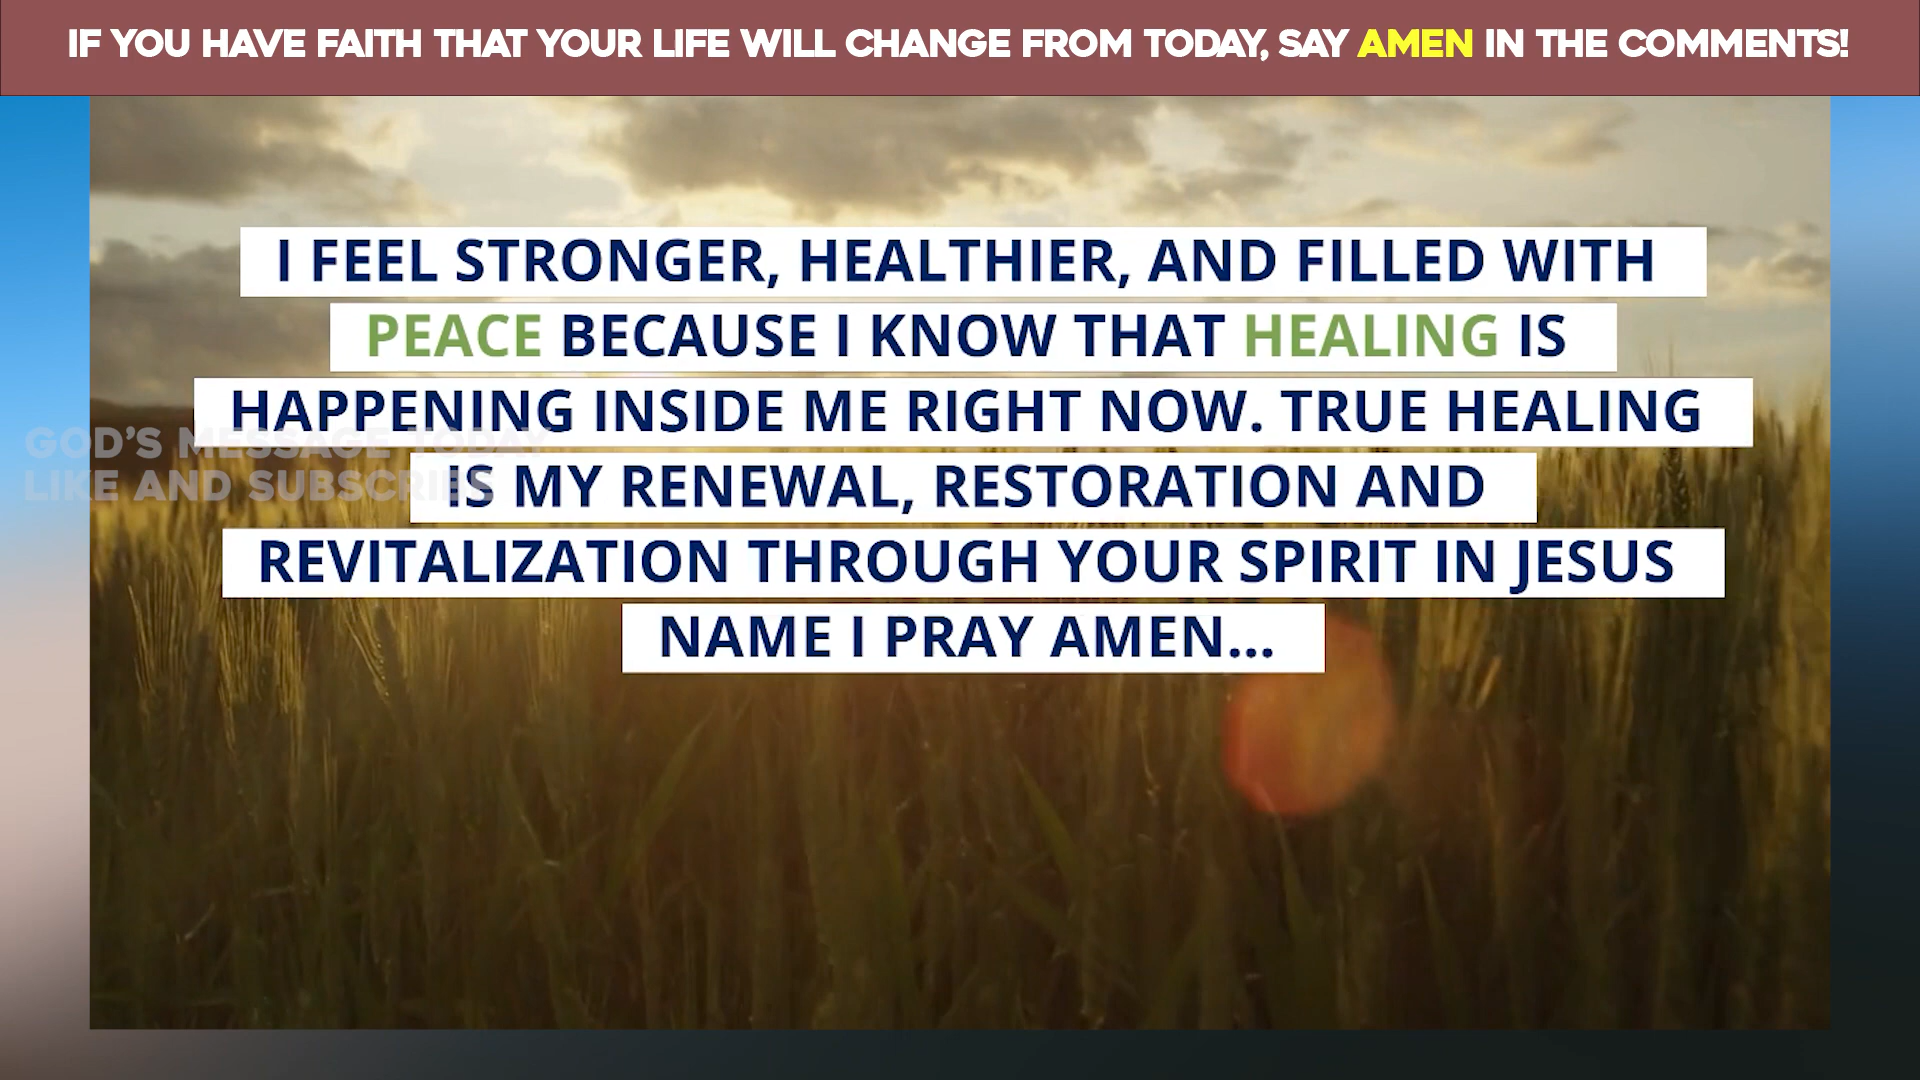 IF YOU HAVE FAITH THAT YOUR LIFE WILL CHANGE FROM TODAY, SAY AMEN IN THE COMMENTS!
I FEEL STRONGER, HEALTHIER, AND FILLED WITH
PEACE BECAUSE I KNOW THAT HEALING IS
HAPPENING INSIDE ME RIGHT NOW. TRUE HEALING
IS MY RENEWAL, RESTORATION AND
REVITALIZATION THROUGH YOUR SPIRIT IN JESUS
NAME I PRAY AMEN...
GOD'S MESSAGE TODAY
LIKE AND SUBSCRIBE